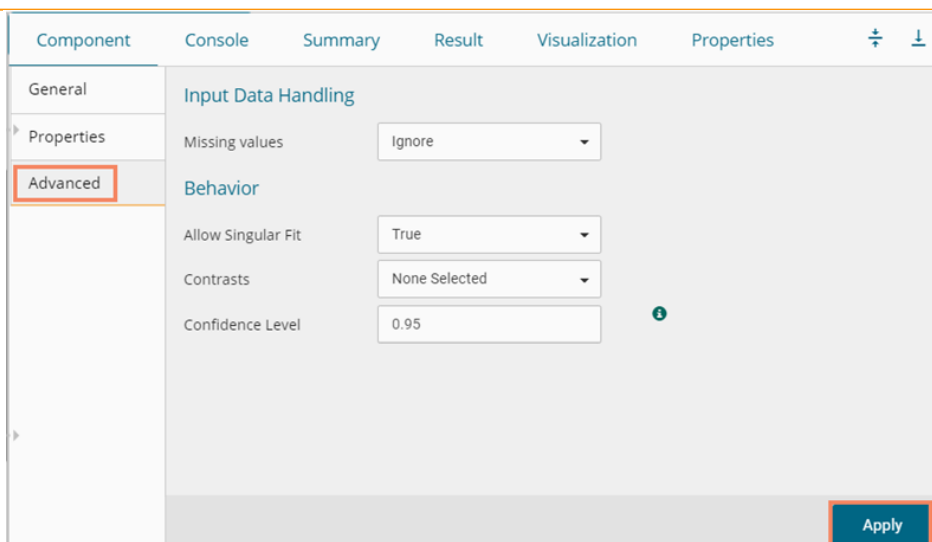 Component Console Summary Result Visualization Properties
General
Properties
Advanced
Input Data Handling
Missing values Ignore
Behavior
Allow Singular Fit True
Contrasts None Selected
Confidence Level 0.95
Apply